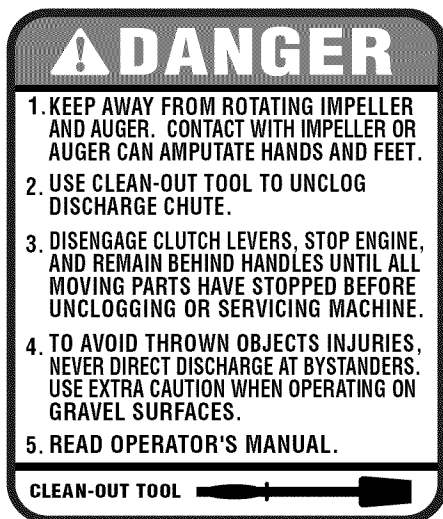 DANGER
1. KEEP AWAY FROM ROTATING IMPELLER
AND AUGER. CONTACT WITH IMPELLER OR
AUGER CAN AMPUTATE HANDS AND FEET.
2. USE CLEAN-OUT TOOL TO UNCLOG
DISCHARGE CHUTE.
3. DISENGAGE CLUTCH LEVERS, STOP ENGINE,
AND REMAIN BEHIND HANDLES UNTIL ALL
MOVING PARTS HAVE STOPPED BEFORE
UNCLOGGING OR SERVICING MACHINE.
4. TO AVOID THROWN OBJECTS INJURIES,
NEVER DIRECT DISCHARGE AT BYSTANDERS.
USE EXTRA CAUTION WHEN OPERATING ON
GRAVEL SURFACES.
5. READ OPERATOR'S MANUAL.
CLEAN-OUT TOOL